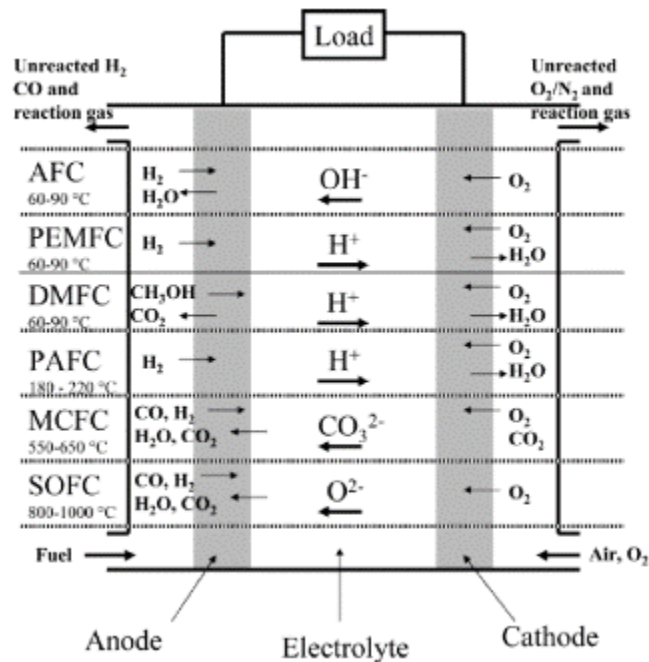 Load
Unreacted H₂
CO and
reaction gas
Unreacted
O₂/N₂ and
reaction gas
AFC
60-90 °C
H₂
H₂O
OH⁻
O₂
PEMFC
60-90 °C
H₂
H⁺
O₂
H₂O
DMFC
60-90 °C
CH₃OH
CO₂
H⁺
O₂
H₂O
PAFC
180 - 220 °C
H₂
H⁺
O₂
H₂O
MCFC
550-650 °C
CO, H₂
H₂O, CO₂
CO₃²⁻
O₂
CO₂
SOFC
800-1000 °C
CO, H₂
H₂O, CO₂
O²⁻
O₂
Fuel
Air, O₂
Anode
Electrolyte
Cathode